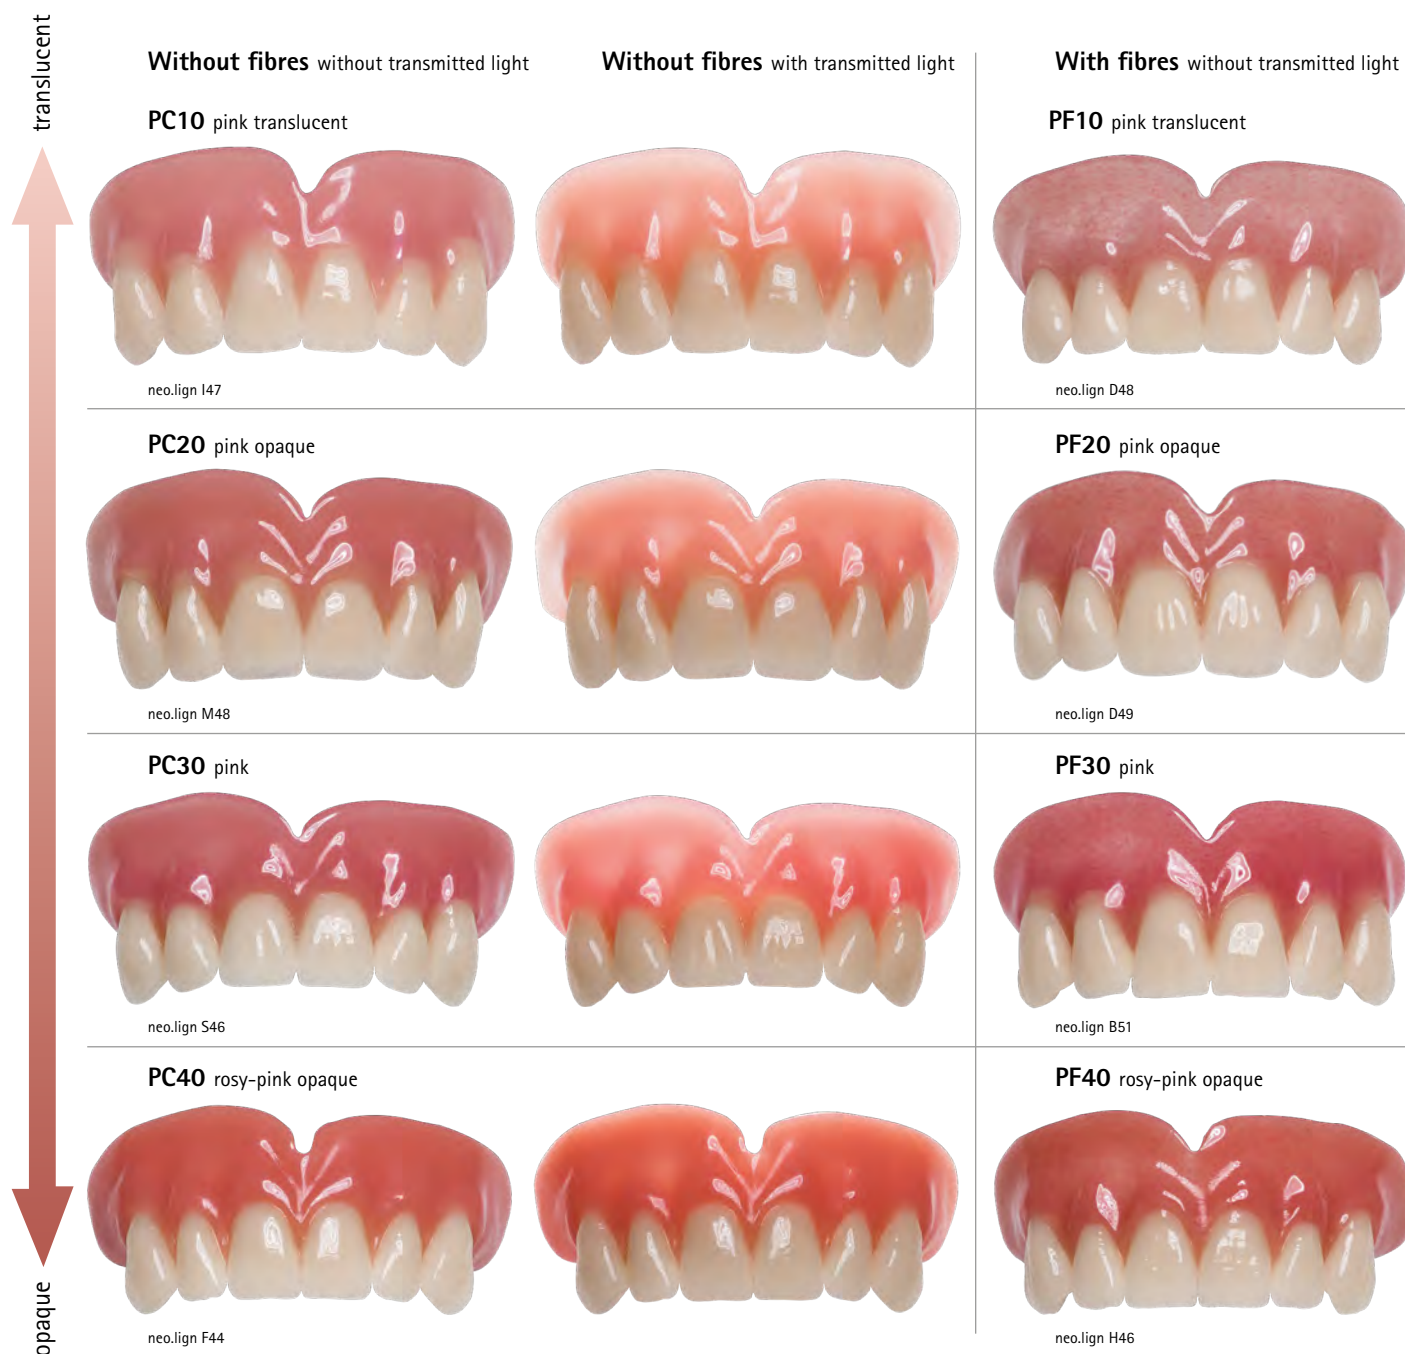 translucent
Without fibres without transmitted light
Without fibres with transmitted light
With fibres without transmitted light
PC10 pink translucent
PF10 pink translucent
neo.lign I47
neo.lign D48
PC20 pink opaque
PF20 pink opaque
neo.lign M48
neo.lign D49
PC30 pink
PF30 pink
neo.lign S46
neo.lign B51
PC40 rosy-pink opaque
PF40 rosy-pink opaque
neo.lign F44
neo.lign H46
opaque